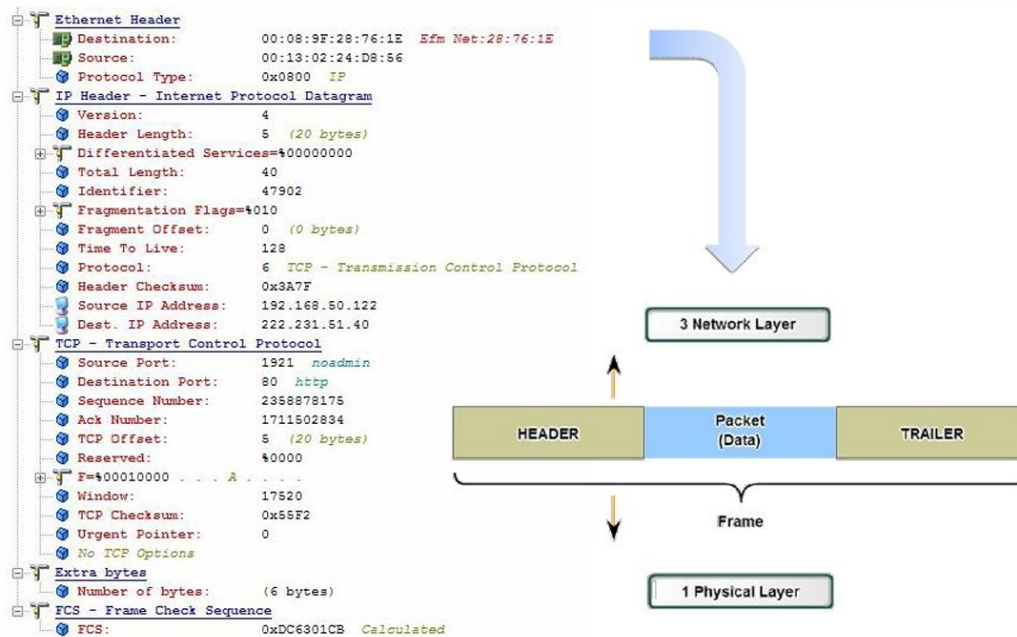 Ethernet Header
Destination: 00:08:9F:28:76:1E Efm Net:28:76:1E
Source: 00:13:02:24:D8:56
Protocol Type: 0x0800 IP
IP Header - Internet Protocol Datagram
Version: 4
Header Length: 5 (20 bytes)
Differentiated Services=%00000000
Total Length: 40
Identifier: 47902
Fragmentation Flags=%010
Fragment Offset: 0 (0 bytes)
Time To Live: 128
Protocol: 6 TCP - Transmission Control Protocol
Header Checksum: 0x3A7F
Source IP Address: 192.168.50.122
Dest. IP Address: 222.231.51.40
TCP - Transport Control Protocol
Source Port: 1921 noadmin
Destination Port: 80 http
Sequence Number: 2358878175
Ack Number: 1711502834
TCP Offset: 5 (20 bytes)
Reserved: %0000
F=%00010000 . . . A . . . .
Window: 17520
TCP Checksum: 0x55F2
Urgent Pointer: 0
No TCP Options
Extra bytes
Number of bytes: (6 bytes)
FCS - Frame Check Sequence
FCS: 0xDC6301CB Calculated
3 Network Layer
HEADER
Packet
(Data)
TRAILER
Frame
1 Physical Layer